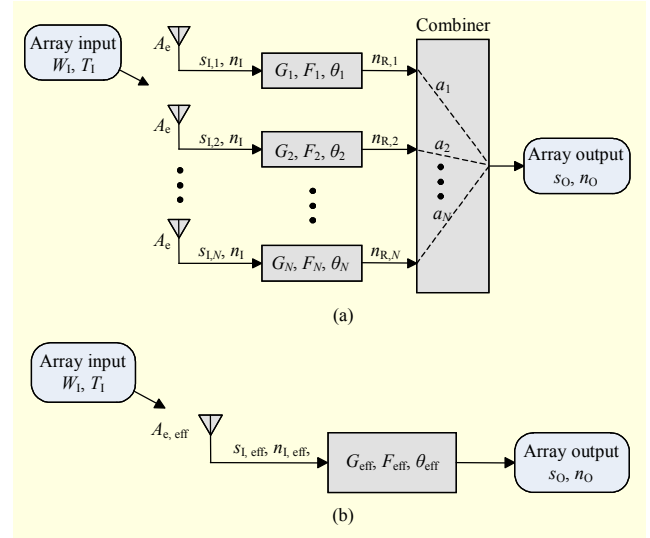 Combiner
Array input
W_I, T_I
A_e
s_I,1, n_I
G_1, F_1, θ_1
n_R,1
a_1
A_e
s_I,2, n_I
G_2, F_2, θ_2
n_R,2
a_2
Array output
s_O, n_O
A_e
s_I,N, n_I
G_N, F_N, θ_N
n_R,N
a_N
(a)
Array input
W_I, T_I
A_e, eff
s_I, eff, n_I, eff,
G_eff, F_eff, θ_eff
Array output
s_O, n_O
(b)